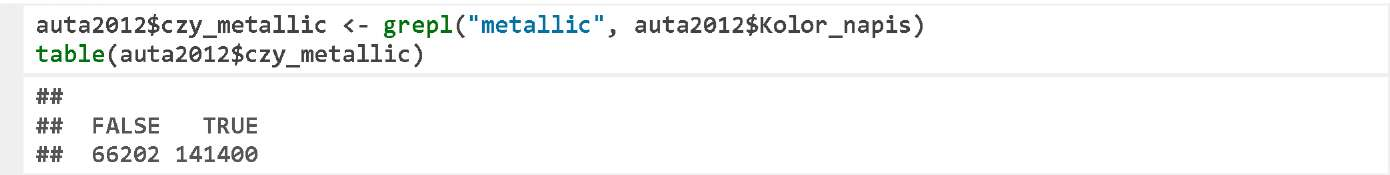 auta2012$czy_metallic <- grepl("metallic", auta2012$Kolor_napis)
table(auta2012$czy_metallic)
##
##  FALSE   TRUE
##  66202 141400